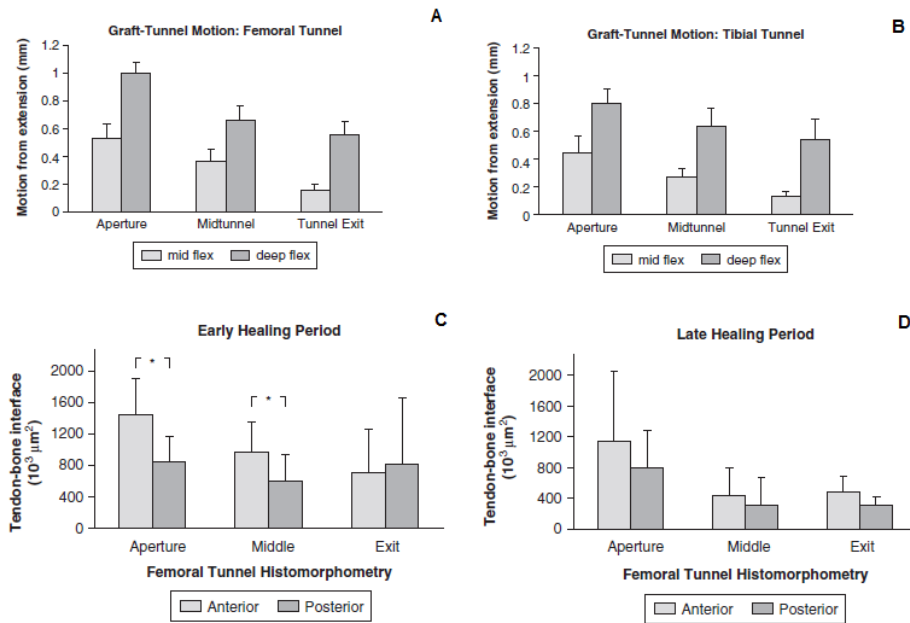 A
Graft-Tunnel Motion: Femoral Tunnel
Motion from extension (mm)
1.2
1
0.8
0.6
0.4
0.2
0
Aperture Midtunnel Tunnel Exit
mid flex deep flex
B
Graft-Tunnel Motion: Tibial Tunnel
Motion from extension (mm)
1.2
1
0.8
0.6
0.4
0.2
0
Aperture Midtunnel Tunnel Exit
mid flex deep flex
C
Early Healing Period
Tendon-bone interface
(10³ μm²)
2000
1600
1200
800
400
0
* *
Aperture Middle Exit
Femoral Tunnel Histomorphometry
Anterior Posterior
D
Late Healing Period
Tendon-bone interface
(10³ μm²)
2000
1600
1200
800
400
0
Aperture Middle Exit
Femoral Tunnel Histomorphometry
Anterior Posterior